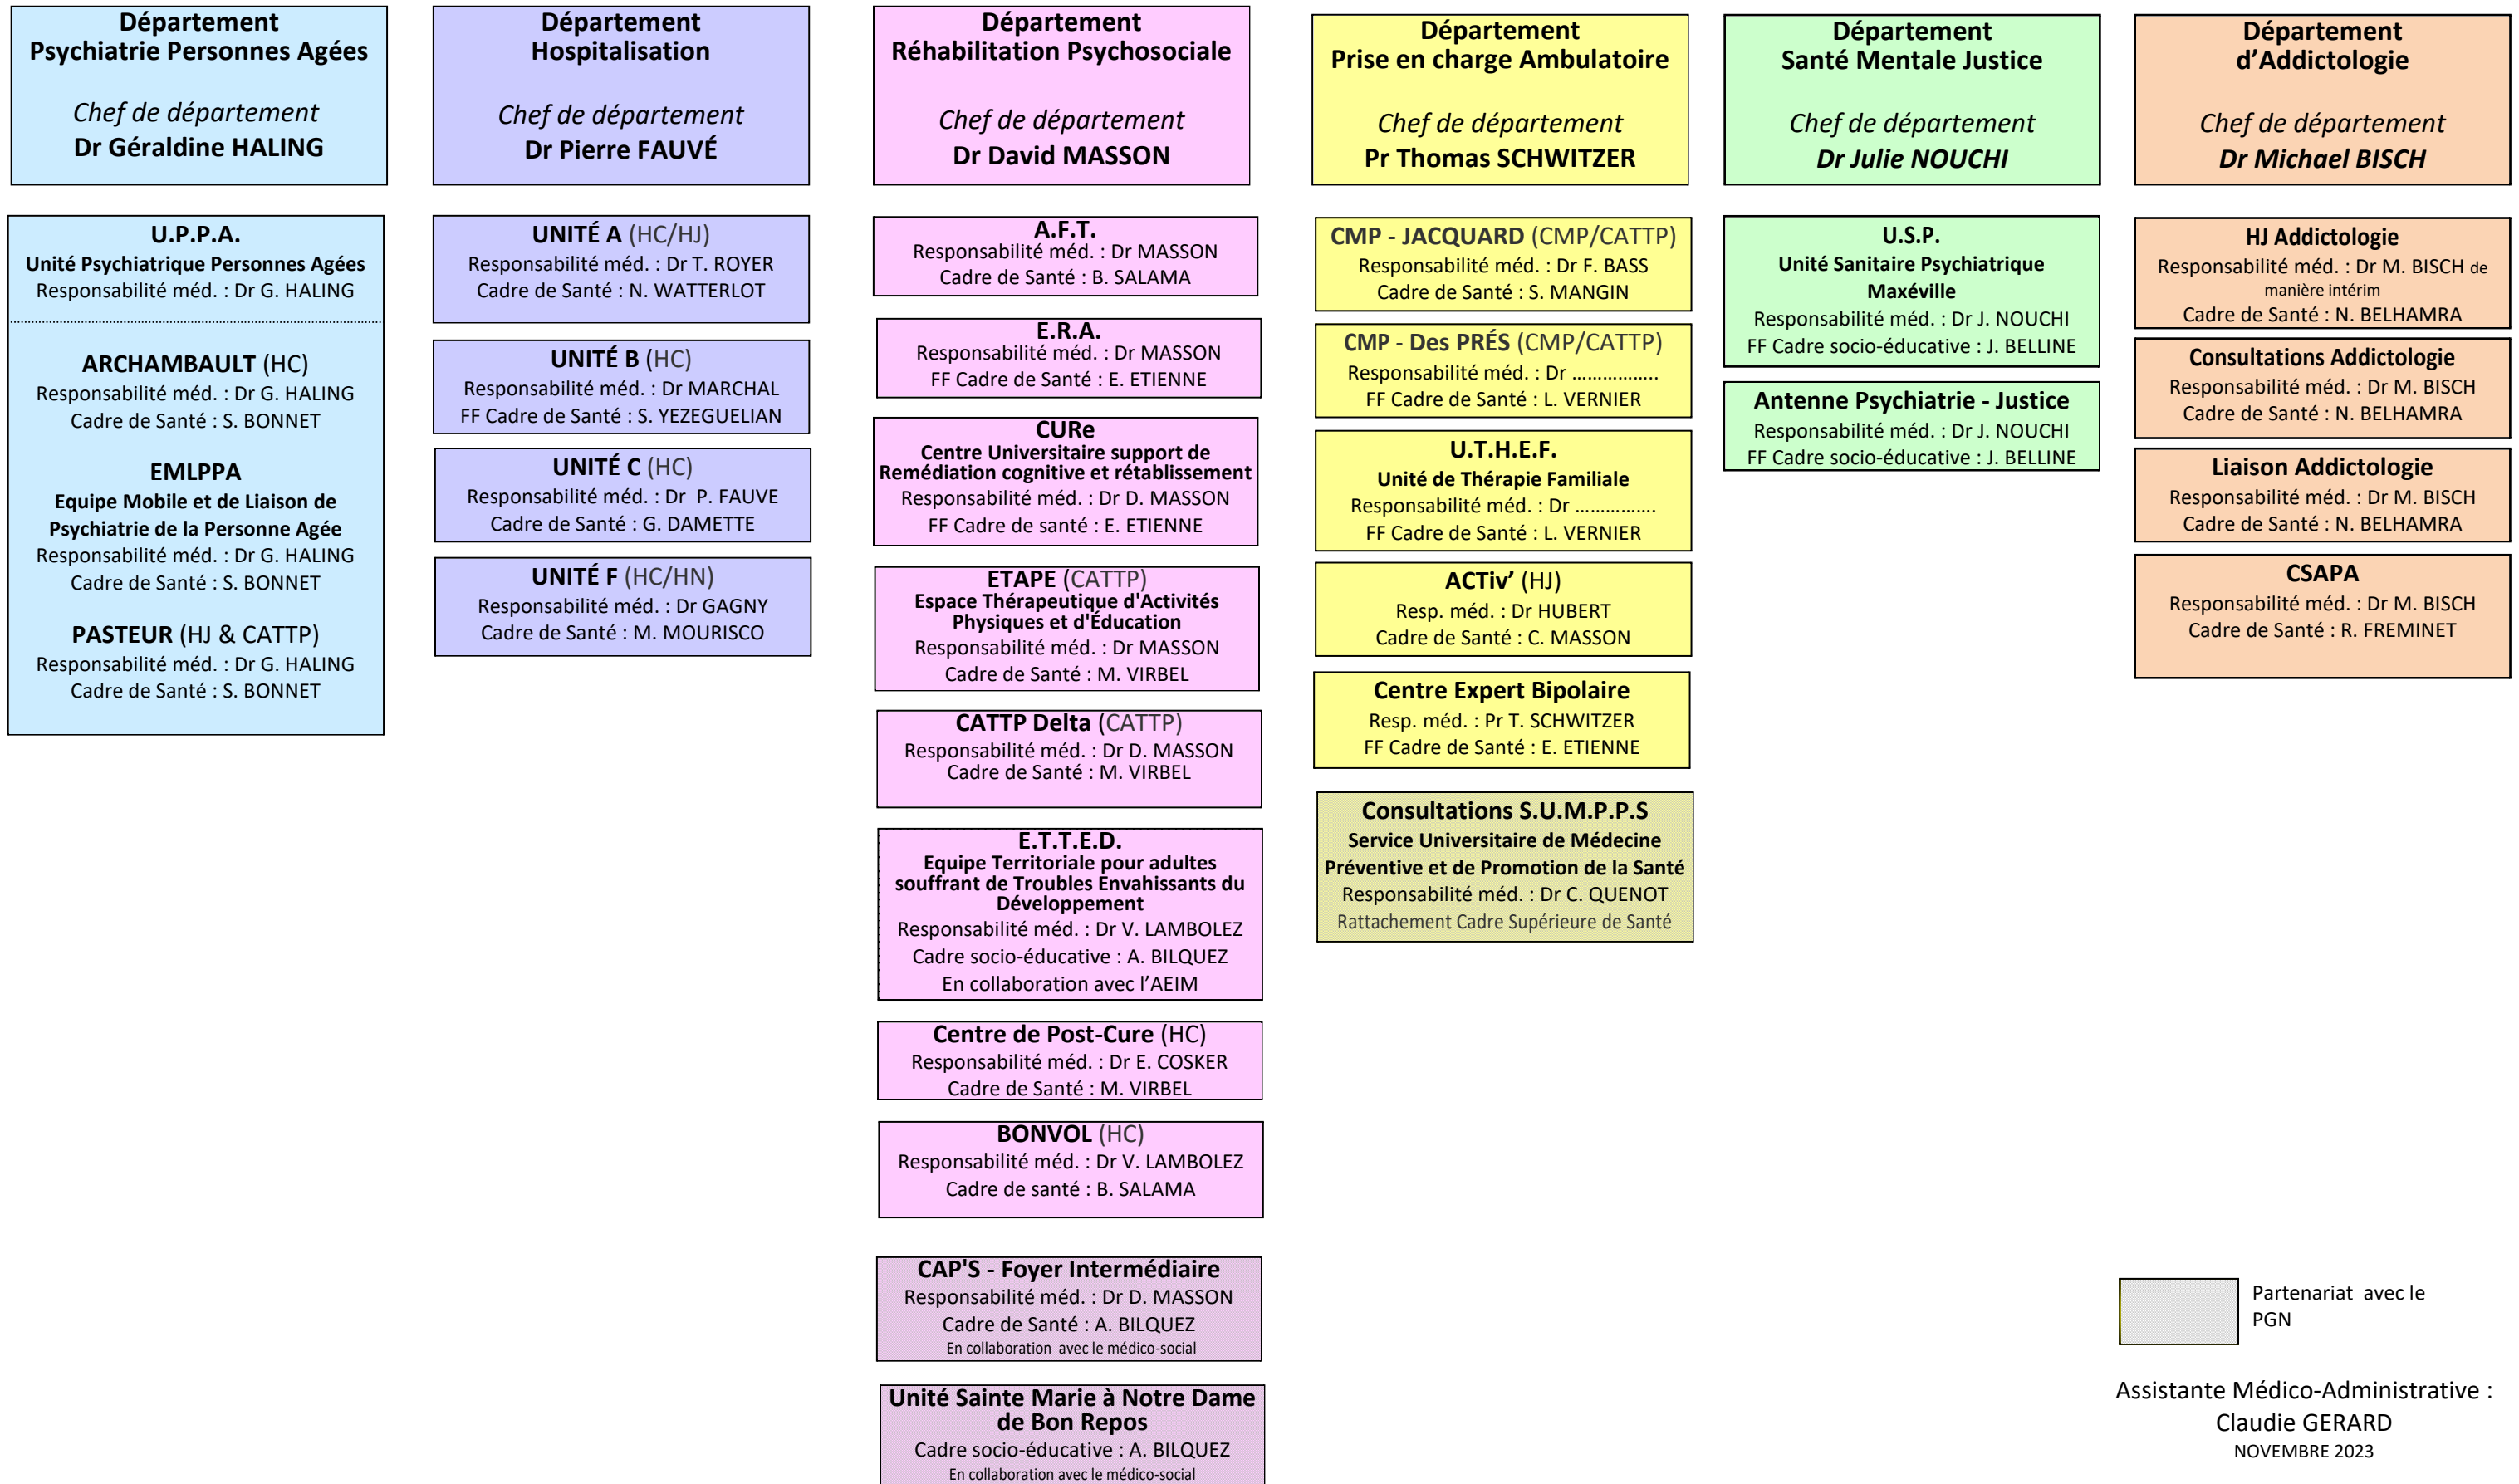 Département
Psychiatrie Personnes Agées
Chef de département
Dr Géraldine HALING
U.P.P.A.
Unité Psychiatrique Personnes Agées
Responsabilité méd. : Dr G. HALING
ARCHAMBAULT (HC)
Responsabilité méd. : Dr G. HALING
Cadre de Santé : S. BONNET
EMLPPA
Equipe Mobile et de Liaison de
Psychiatrie de la Personne Agée
Responsabilité méd. : Dr G. HALING
Cadre de Santé : S. BONNET
PASTEUR (HJ & CATTP)
Responsabilité méd. : Dr G. HALING
Cadre de Santé : S. BONNET
Département
Hospitalisation
Chef de département
Dr Pierre FAUVÉ
UNITÉ A (HC/HJ)
Responsabilité méd. : Dr T. ROYER
Cadre de Santé : N. WATTERLOT
UNITÉ B (HC)
Responsabilité méd. : Dr MARCHAL
FF Cadre de Santé : S. YEZEGUELIAN
UNITÉ C (HC)
Responsabilité méd. : Dr  P. FAUVE
Cadre de Santé : G. DAMETTE
UNITÉ F (HC/HN)
Responsabilité méd. : Dr GAGNY
Cadre de Santé : M. MOURISCO
Département
Réhabilitation Psychosociale
Chef de département
Dr David MASSON
A.F.T.
Responsabilité méd. : Dr MASSON
Cadre de Santé : B. SALAMA
E.R.A.
Responsabilité méd. : Dr MASSON
FF Cadre de Santé : E. ETIENNE
CURe
Centre Universitaire support de
Remédiation cognitive et rétablissement
Responsabilité méd. : Dr D. MASSON
FF Cadre de santé : E. ETIENNE
ETAPE (CATTP)
Espace Thérapeutique d'Activités
Physiques et d'Éducation
Responsabilité méd. : Dr MASSON
Cadre de Santé : M. VIRBEL
CATTP Delta (CATTP)
Responsabilité méd. : Dr D. MASSON
Cadre de Santé : M. VIRBEL
E.T.T.E.D.
Equipe Territoriale pour adultes
souffrant de Troubles Envahissants du
Développement
Responsabilité méd. : Dr V. LAMBOLEZ
Cadre socio-éducative : A. BILQUEZ
En collaboration avec l’AEIM
Centre de Post-Cure (HC)
Responsabilité méd. : Dr E. COSKER
Cadre de Santé : M. VIRBEL
BONVOL (HC)
Responsabilité méd. : Dr V. LAMBOLEZ
Cadre de santé : B. SALAMA
CAP'S - Foyer Intermédiaire
Responsabilité méd. : Dr D. MASSON
Cadre de Santé : A. BILQUEZ
En collaboration  avec le médico-social
Unité Sainte Marie à Notre Dame
de Bon Repos
Cadre socio-éducative : A. BILQUEZ
En collaboration avec le médico-social
Département
Prise en charge Ambulatoire
Chef de département
Pr Thomas SCHWITZER
CMP - JACQUARD (CMP/CATTP)
Responsabilité méd. : Dr F. BASS
Cadre de Santé : S. MANGIN
CMP - Des PRÉS (CMP/CATTP)
Responsabilité méd. : Dr ……………..
FF Cadre de Santé : L. VERNIER
U.T.H.E.F.
Unité de Thérapie Familiale
Responsabilité méd. : Dr …………….
FF Cadre de Santé : L. VERNIER
ACTiv’ (HJ)
Resp. méd. : Dr HUBERT
Cadre de Santé : C. MASSON
Centre Expert Bipolaire
Resp. méd. : Pr T. SCHWITZER
FF Cadre de Santé : E. ETIENNE
Consultations S.U.M.P.P.S
Service Universitaire de Médecine
Préventive et de Promotion de la Santé
Responsabilité méd. : Dr C. QUENOT
Rattachement Cadre Supérieure de Santé
Département
Santé Mentale Justice
Chef de département
Dr Julie NOUCHI
U.S.P.
Unité Sanitaire Psychiatrique
Maxéville
Responsabilité méd. : Dr J. NOUCHI
FF Cadre socio-éducative : J. BELLINE
Antenne Psychiatrie - Justice
Responsabilité méd. : Dr J. NOUCHI
FF Cadre socio-éducative : J. BELLINE
Département
d’Addictologie
Chef de département
Dr Michael BISCH
HJ Addictologie
Responsabilité méd. : Dr M. BISCH de
manière intérim
Cadre de Santé : N. BELHAMRA
Consultations Addictologie
Responsabilité méd. : Dr M. BISCH
Cadre de Santé : N. BELHAMRA
Liaison Addictologie
Responsabilité méd. : Dr M. BISCH
Cadre de Santé : N. BELHAMRA
CSAPA
Responsabilité méd. : Dr M. BISCH
Cadre de Santé : R. FREMINET
Partenariat  avec le
PGN
Assistante Médico-Administrative :
Claudie GERARD
NOVEMBRE 2023